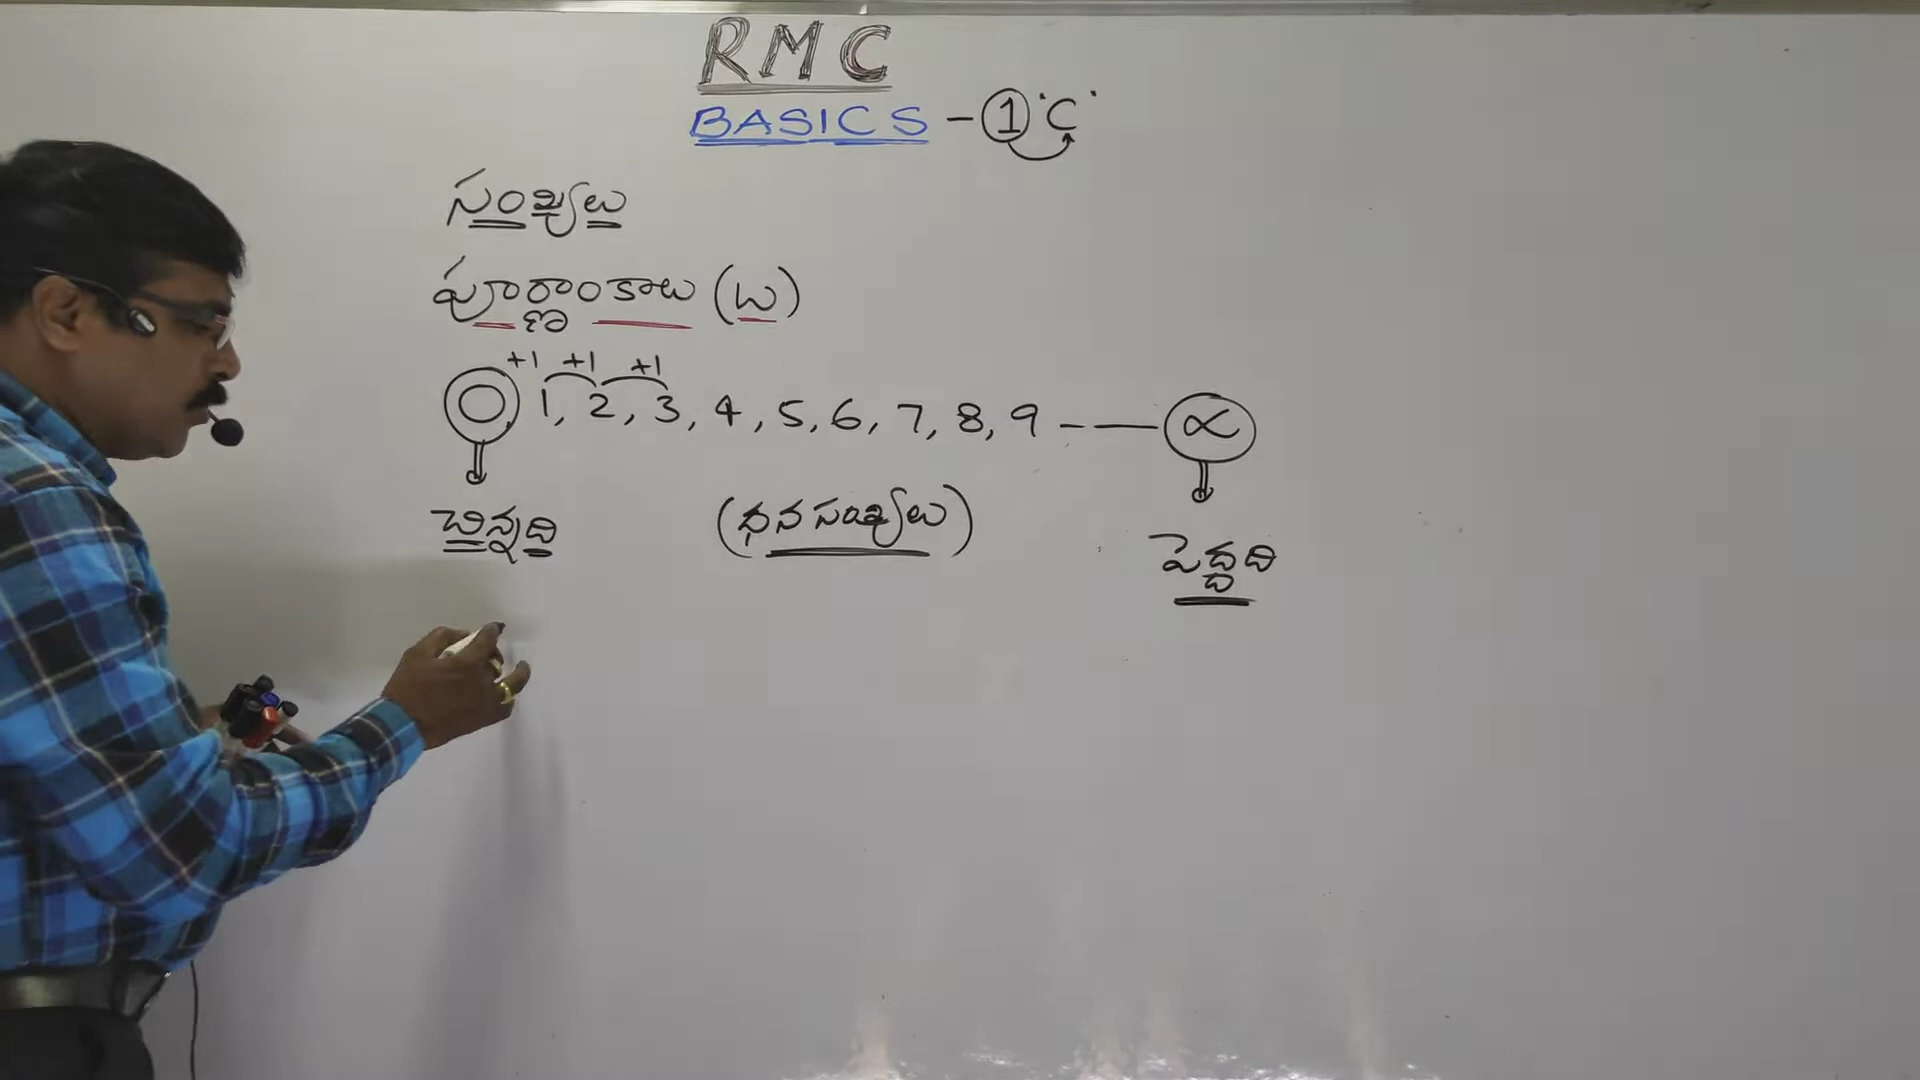 RMC
BASICS - 1 'C'
సంఖ్యలు
పూర్ణాంకాలు (W)
+1 +1 +1
0, 1, 2, 3, 4, 5, 6, 7, 8, 9 - — ∝
చిన్నది (ధన సంఖ్యలు) పెద్దది